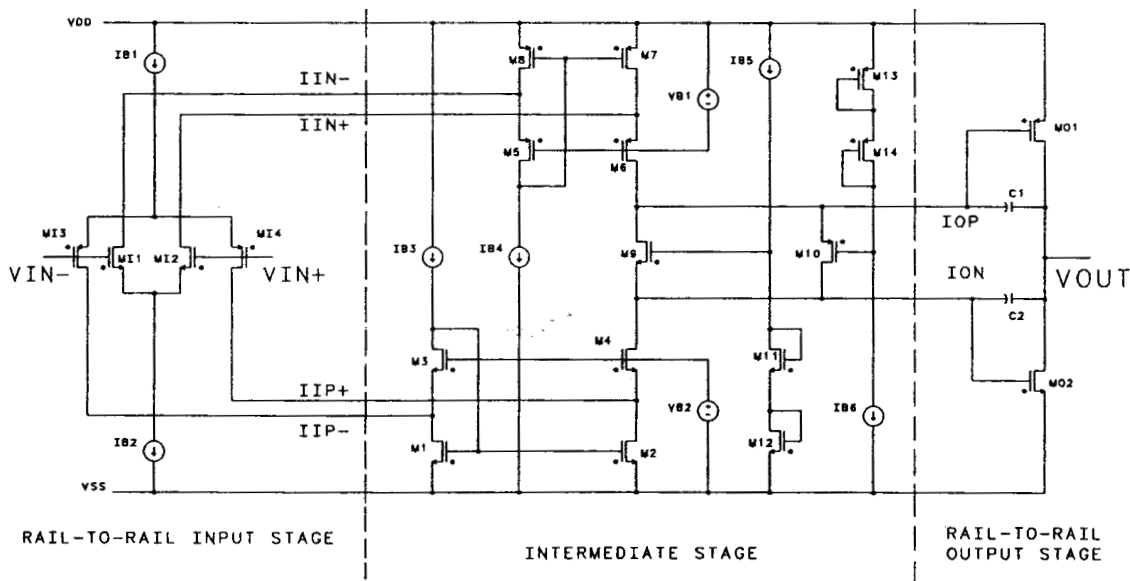 VDD
IB1
IIN-
IIN+
M8
M7
VB1
IB5
M13
M5
M6
M14
MO1
C1
IOP
MI3
MI1
MI2
MI4
VIN-
VIN+
IB3
IB4
M9
M10
ION
VOUT
C2
M3
M4
M11
MO2
IIP+
IIP-
VB2
IB6
IB2
M1
M2
M12
VSS
RAIL-TO-RAIL INPUT STAGE
INTERMEDIATE STAGE
RAIL-TO-RAIL
OUTPUT STAGE